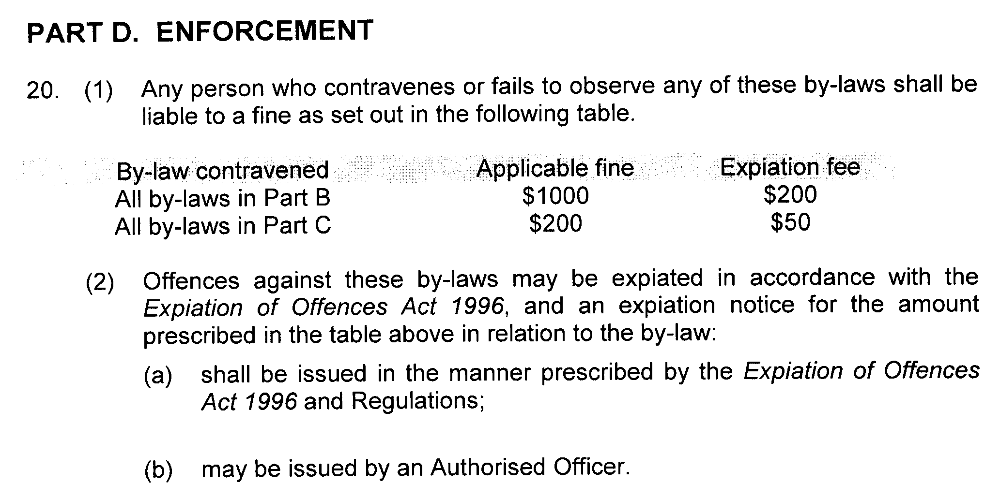 PART D. ENFORCEMENT
20. (1) Any person who contravenes or fails to observe any of these by-laws shall be
liable to a fine as set out in the following table.
By-law contravened Applicable fine Expiation fee
All by-laws in Part B $1000 $200
All by-laws in Part C $200 $50
(2) Offences against these by-laws may be expiated in accordance with the
Expiation of Offences Act 1996, and an expiation notice for the amount
prescribed in the table above in relation to the by-law:
(a) shall be issued in the manner prescribed by the Expiation of Offences
Act 1996 and Regulations;
(b) may be issued by an Authorised Officer.